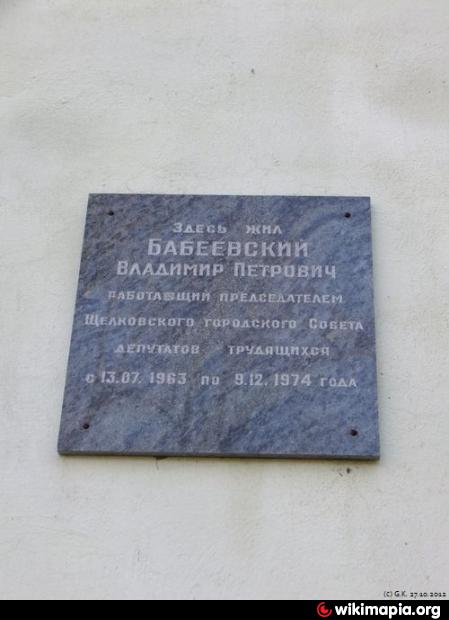 Здесь жил
БАБЕЕВСКИЙ
Владимир Петрович
работавший председателем
Щелковского городского Совета
депутатов трудящихся
с 13.07.1963 по 9.12.1974 года
(c) G.K. 27.10.2012
wikimapia.org